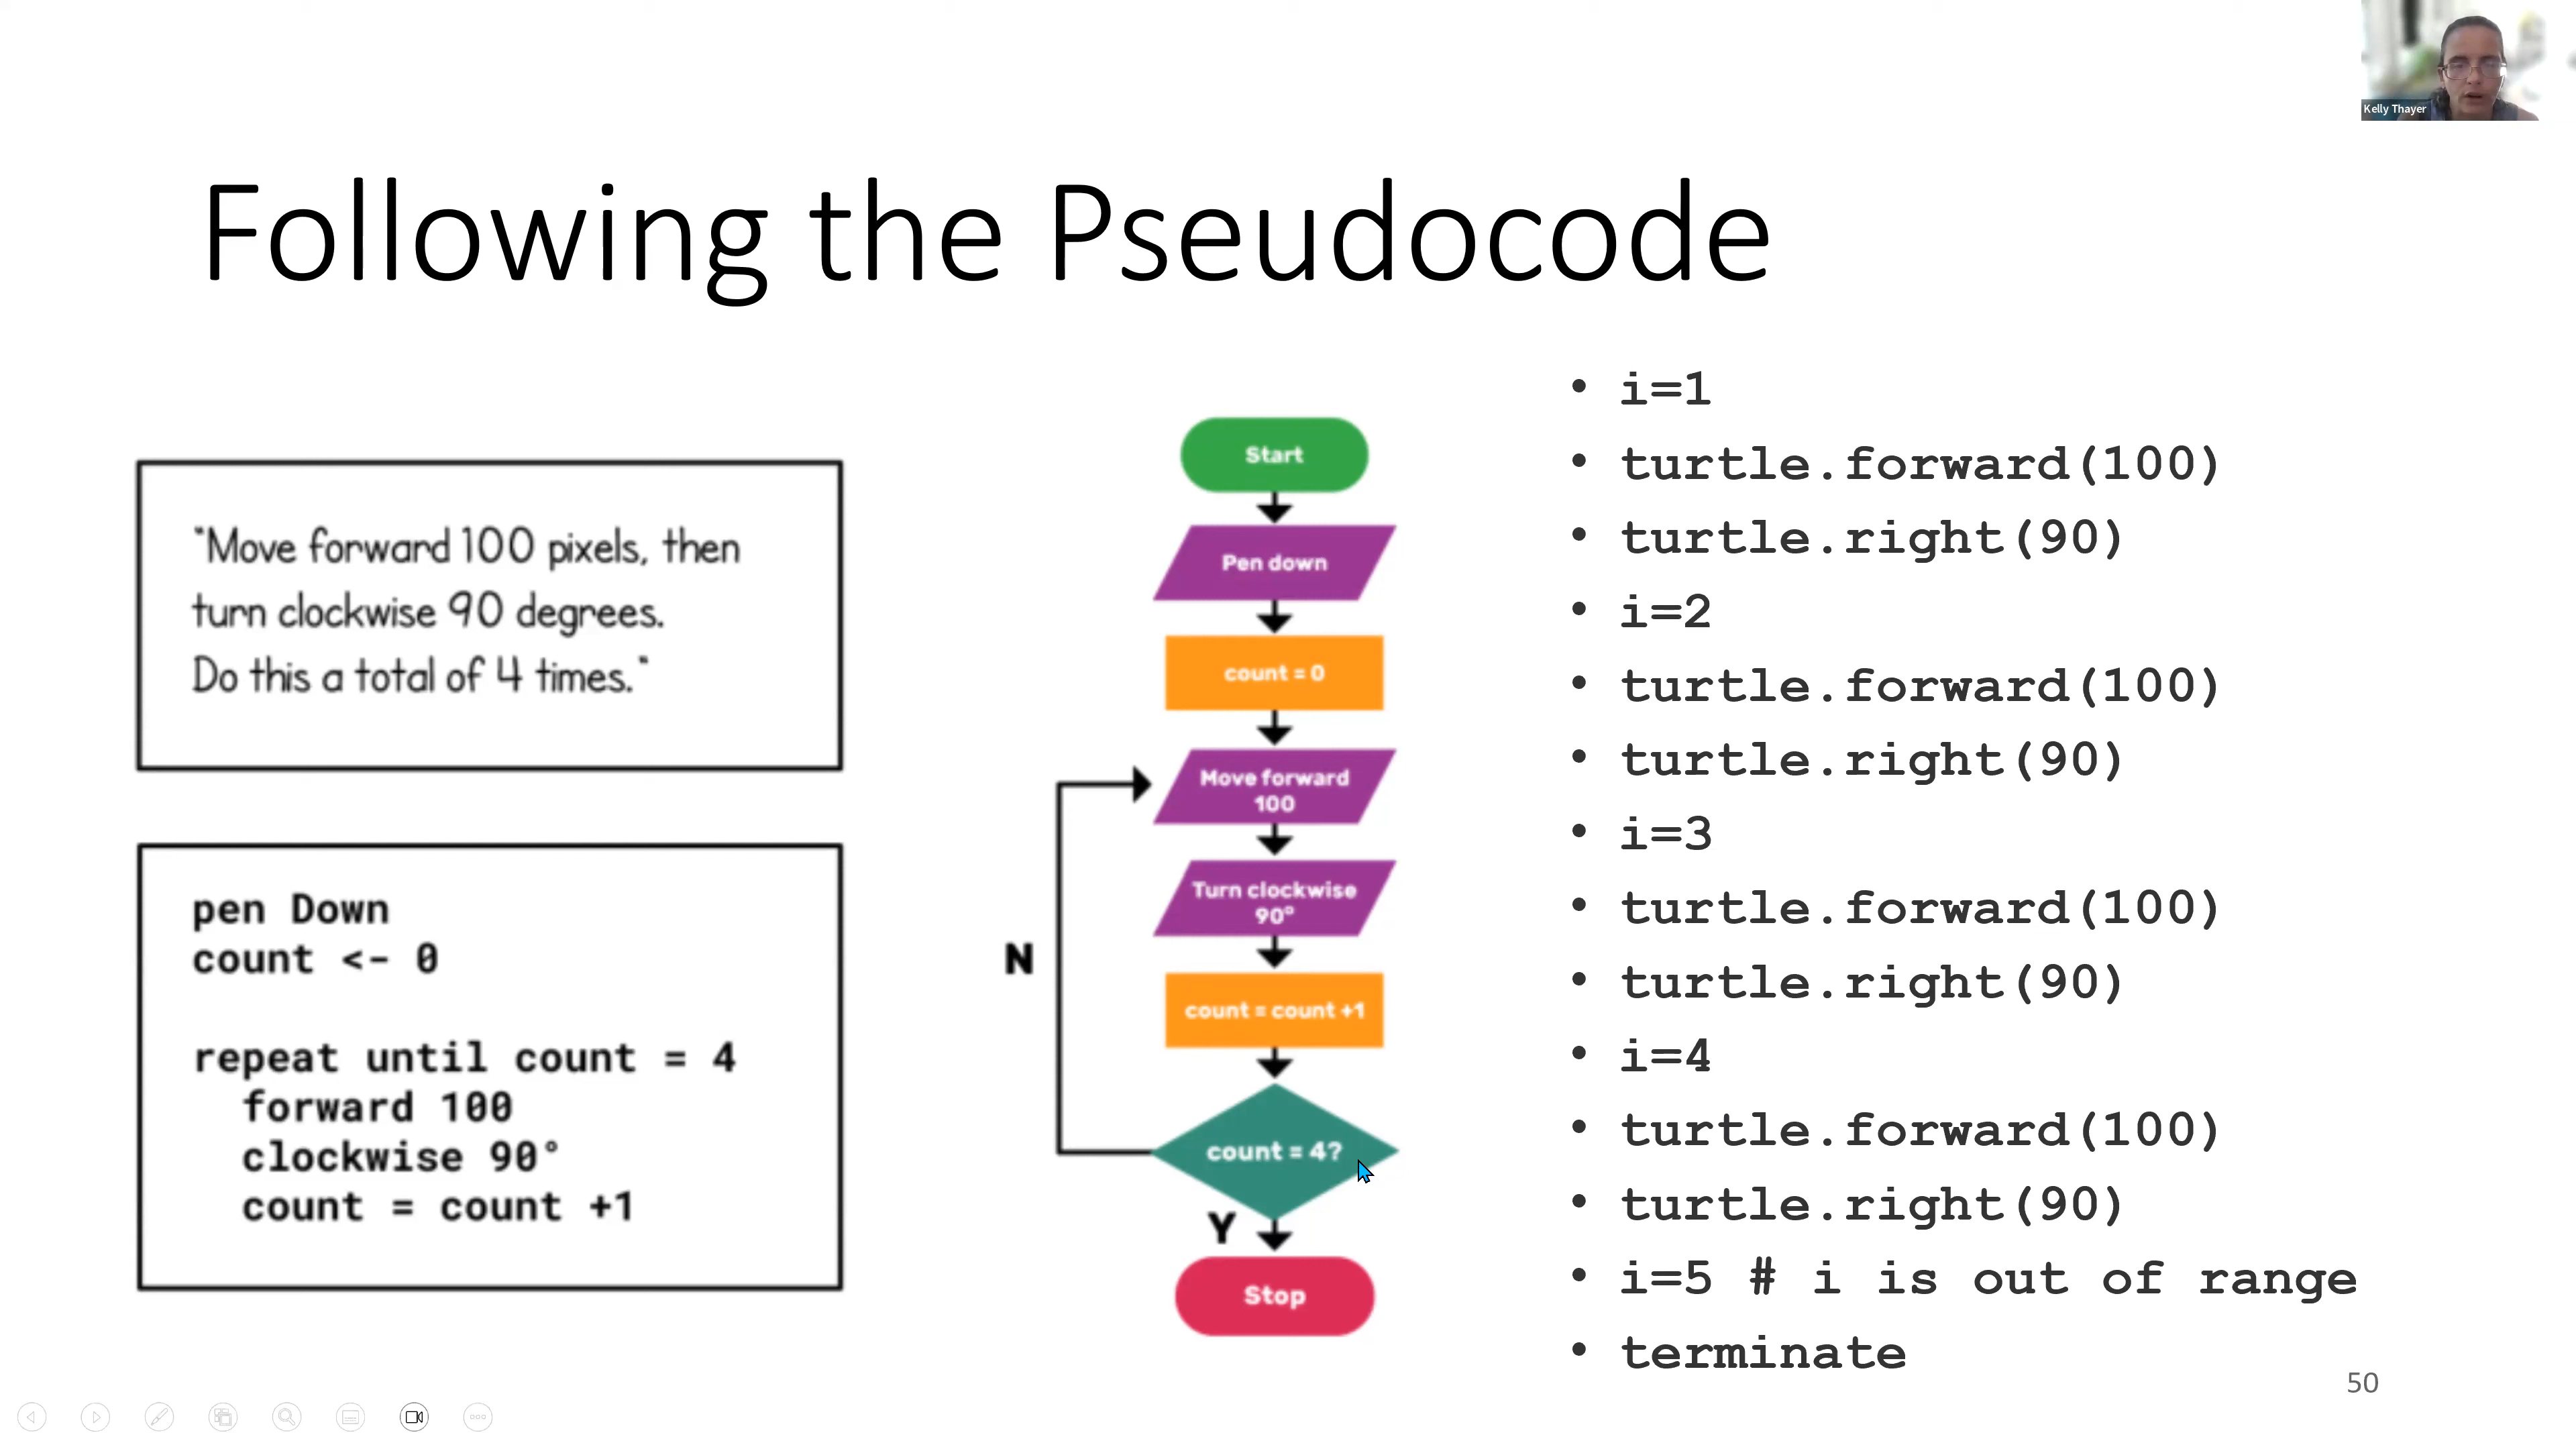 Kelly Thayer
Following the Pseudocode
"Move forward 100 pixels, then
turn clockwise 90 degrees.
Do this a total of 4 times."
pen Down
count <- 0
repeat until count = 4
forward 100
clockwise 90°
count = count +1
Start
Pen down
count = 0
Move forward
100
Turn clockwise
90°
count = count +1
N
count = 4?
Y
Stop
• i=1
• turtle.forward(100)
• turtle.right(90)
• i=2
• turtle.forward(100)
• turtle.right(90)
• i=3
• turtle.forward(100)
• turtle.right(90)
• i=4
• turtle.forward(100)
• turtle.right(90)
• i=5 # i is out of range
• terminate
50